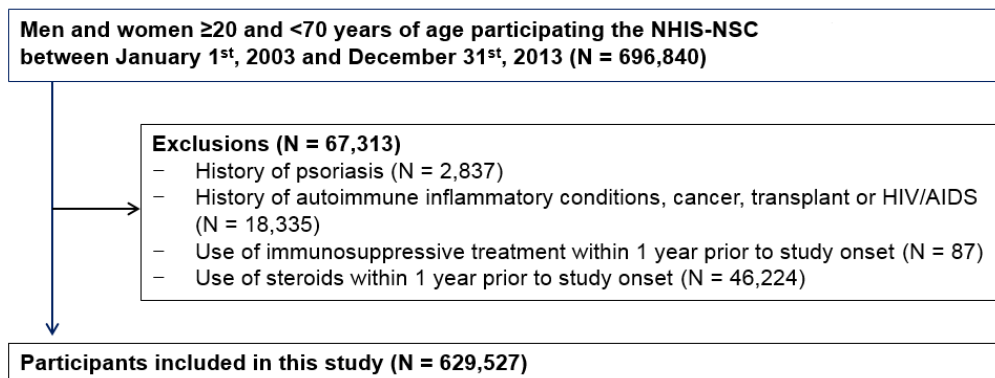 Men and women ≥20 and <70 years of age participating the NHIS-NSC
between January 1st, 2003 and December 31st, 2013 (N = 696,840)
Exclusions (N = 67,313)
− History of psoriasis (N = 2,837)
− History of autoimmune inflammatory conditions, cancer, transplant or HIV/AIDS
(N = 18,335)
− Use of immunosuppressive treatment within 1 year prior to study onset (N = 87)
− Use of steroids within 1 year prior to study onset (N = 46,224)
Participants included in this study (N = 629,527)